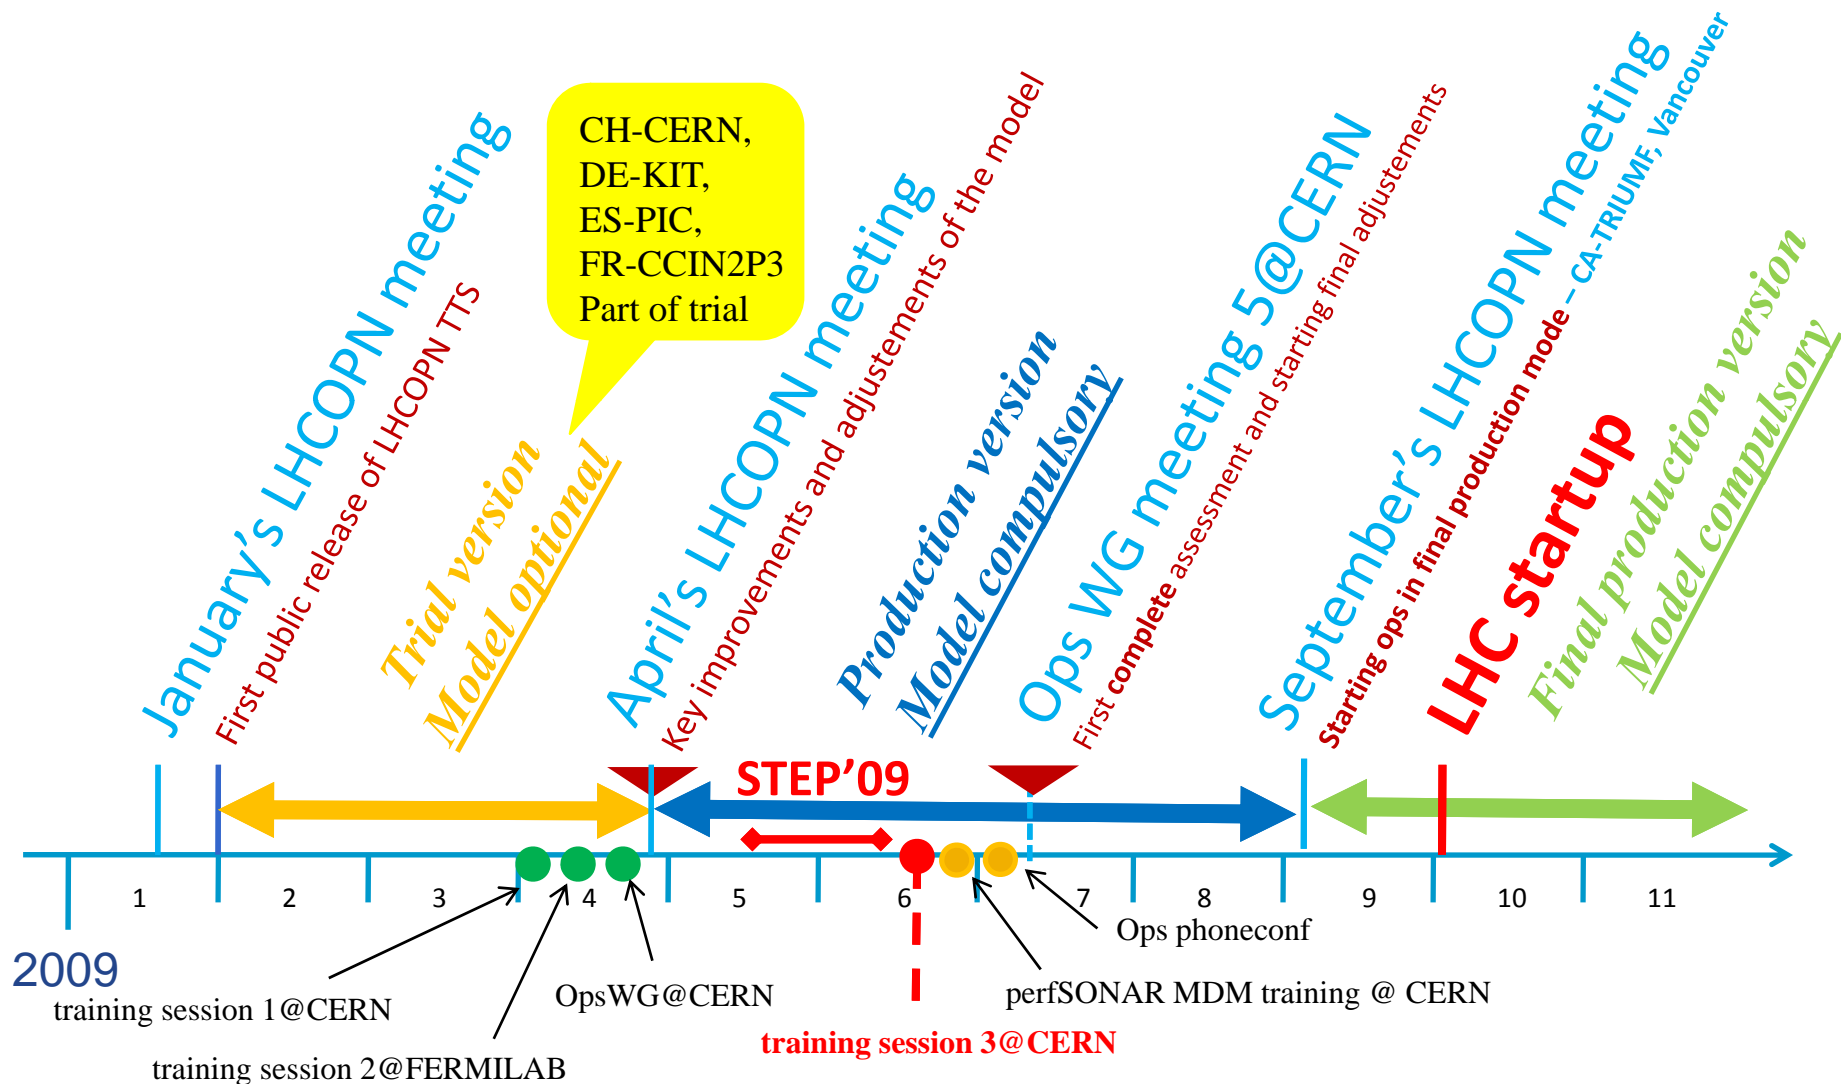 January's LHCOPN meeting
First public release of LHCOPN TTS
Trial version
Model optional
CH-CERN,
DE-KIT,
ES-PIC,
FR-CCIN2P3
Part of trial
April's LHCOPN meeting
Key improvements and adjustements of the model
Production version
Model compulsory
Ops WG meeting 5@CERN
First complete assessment and starting final adjustements
September's LHCOPN meeting
Starting ops in final production mode – CA-TRIUMF, Vancouver
LHC startup
Final production version
Model compulsory
STEP'09
1 2 3 4 5 6 7 8 9 10 11
2009
training session 1@CERN
training session 2@FERMILAB
OpsWG@CERN
training session 3@CERN
perfSONAR MDM training @ CERN
Ops phoneconf